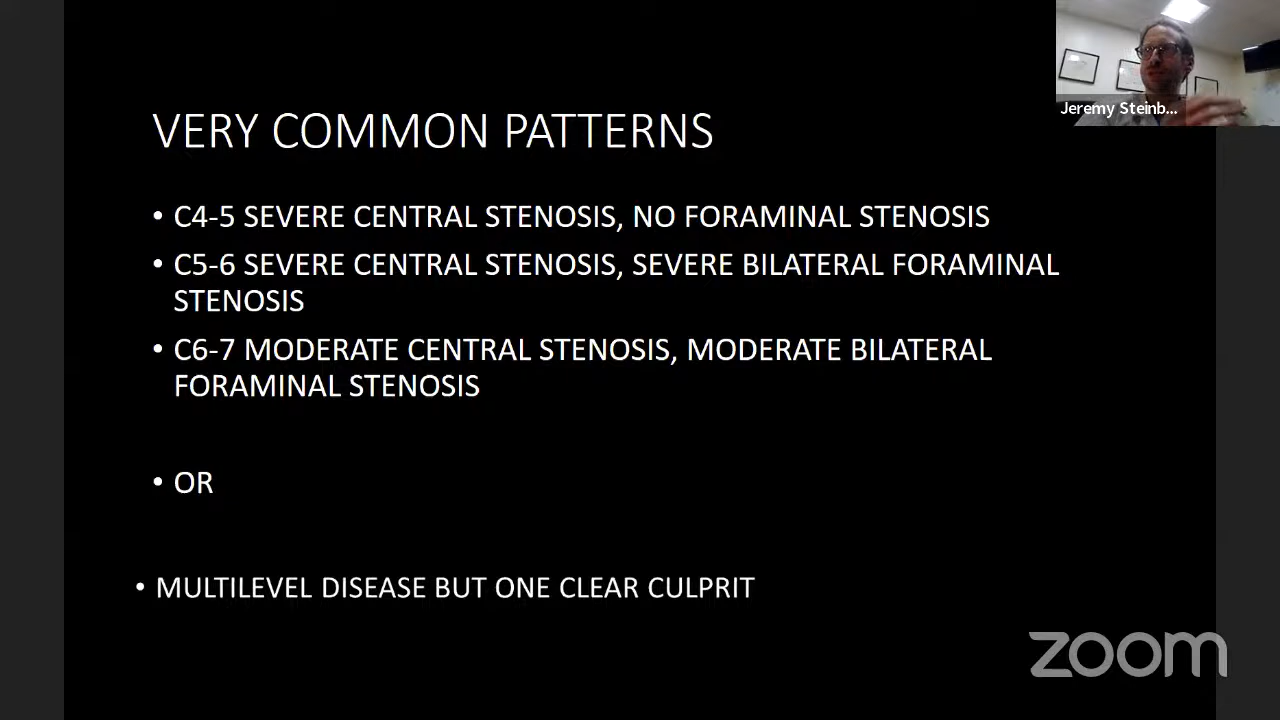 Jeremy Steinb...
VERY COMMON PATTERNS
• C4-5 SEVERE CENTRAL STENOSIS, NO FORAMINAL STENOSIS
• C5-6 SEVERE CENTRAL STENOSIS, SEVERE BILATERAL FORAMINAL
STENOSIS
• C6-7 MODERATE CENTRAL STENOSIS, MODERATE BILATERAL
FORAMINAL STENOSIS
• OR
• MULTILEVEL DISEASE BUT ONE CLEAR CULPRIT
zoom